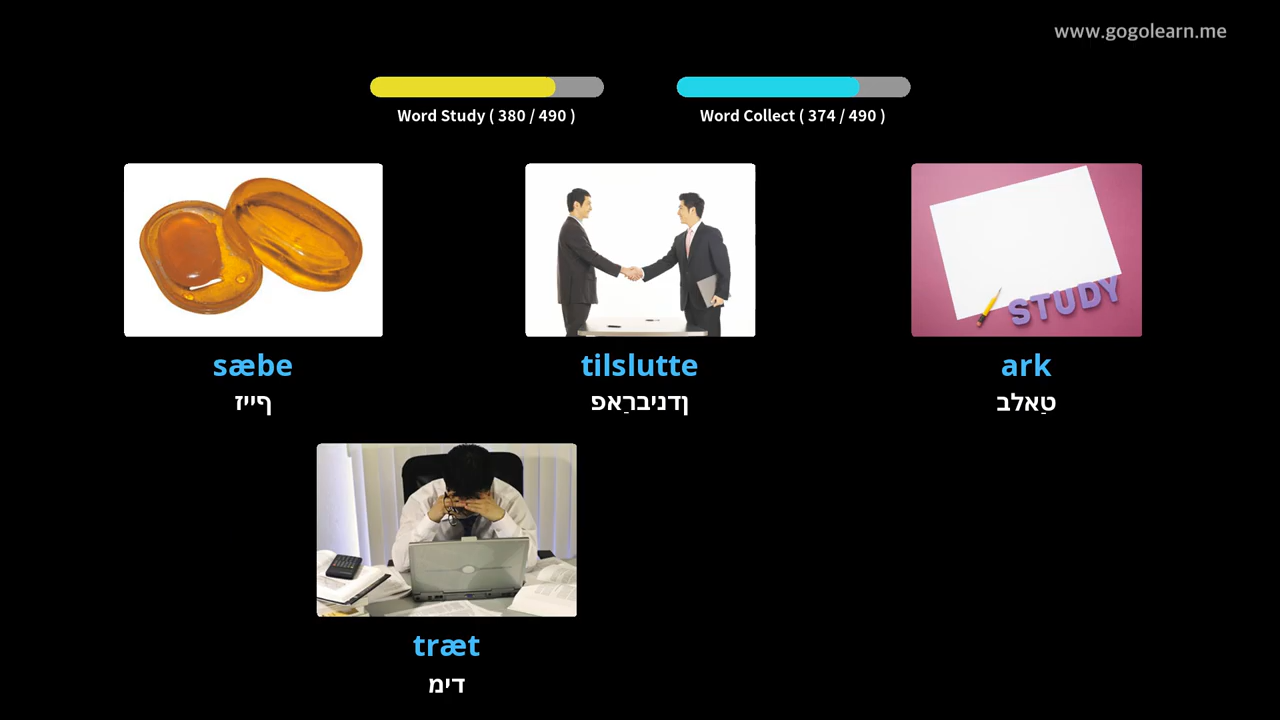 www.gogolearn.me
Word Study ( 380 / 490 )
Word Collect ( 374 / 490 )
STUDY
sæbe
ףייז
tilslutte
ןדניברַאפ
ark
טַאלב
træt
דימ